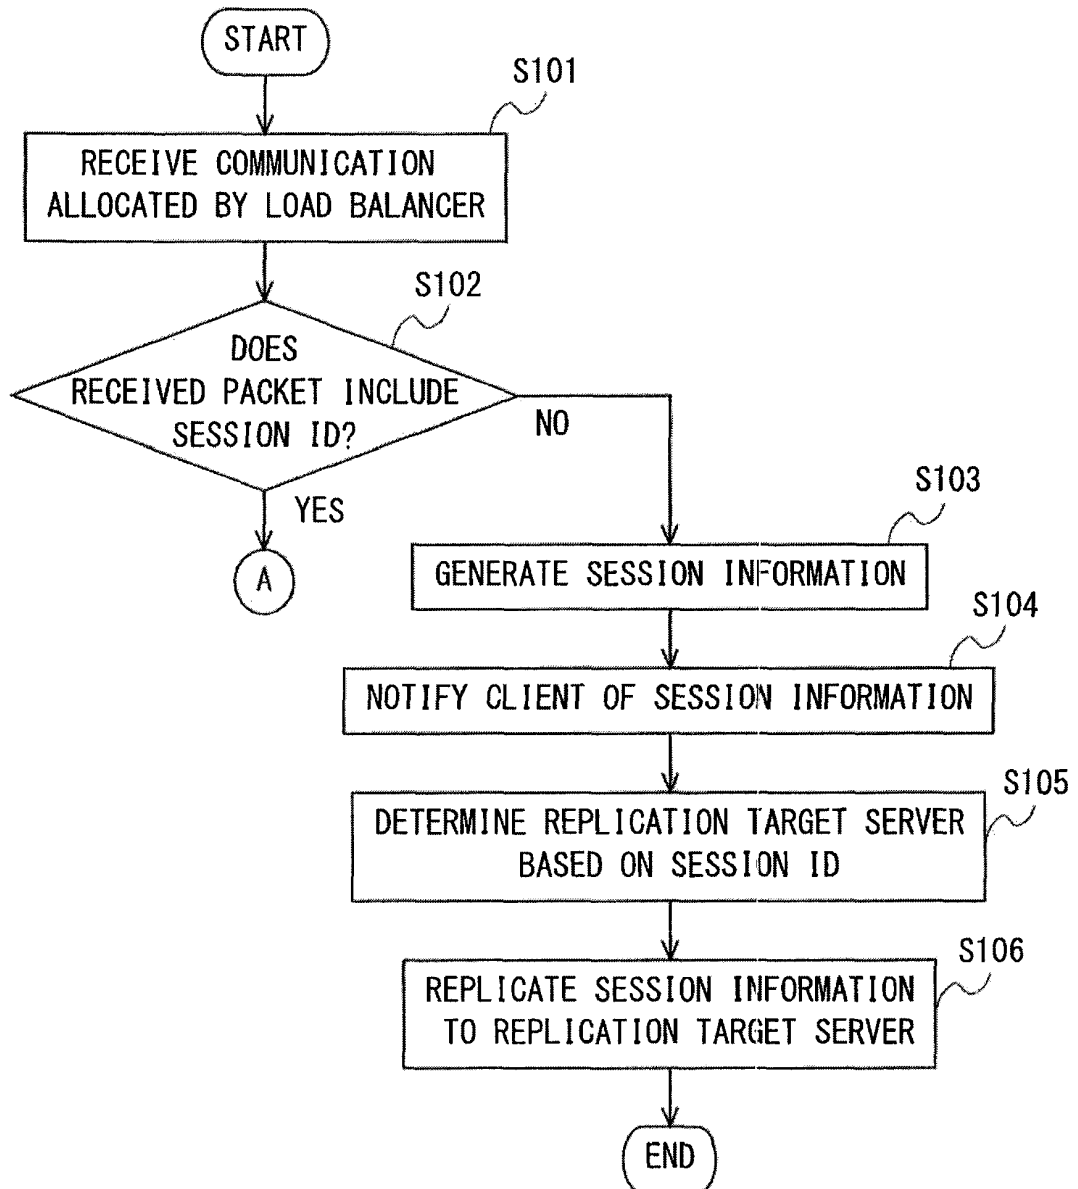 START
S101
RECEIVE COMMUNICATION
ALLOCATED BY LOAD BALANCER
S102
DOES
RECEIVED PACKET INCLUDE
SESSION ID?
NO
YES
A
S103
GENERATE SESSION INFORMATION
S104
NOTIFY CLIENT OF SESSION INFORMATION
S105
DETERMINE REPLICATION TARGET SERVER
BASED ON SESSION ID
S106
REPLICATE SESSION INFORMATION
TO REPLICATION TARGET SERVER
END